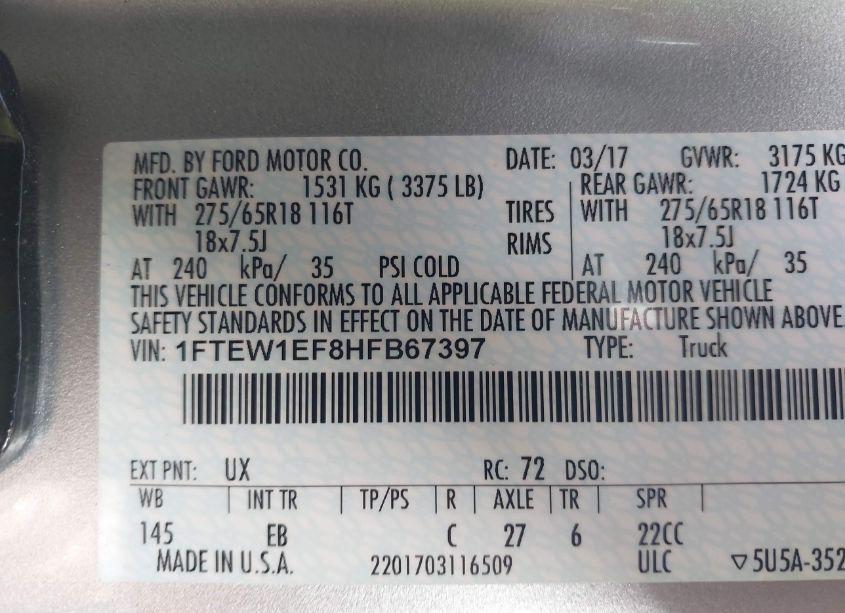 MFD. BY FORD MOTOR CO. DATE: 03/17 GVWR: 3175 KG
FRONT GAWR: 1531 KG ( 3375 LB) REAR GAWR: 1724 KG
WITH 275/65R18 116T TIRES WITH 275/65R18 116T
18x7.5J RIMS 18x7.5J
AT 240 kPa/ 35 PSI COLD AT 240 kPa/ 35
THIS VEHICLE CONFORMS TO ALL APPLICABLE FEDERAL MOTOR VEHICLE
SAFETY STANDARDS IN EFFECT ON THE DATE OF MANUFACTURE SHOWN ABOVE.
VIN: 1FTEW1EF8HFB67397 TYPE: Truck
EXT PNT: UX RC: 72 DSO:
WB INT TR TP/PS R AXLE TR SPR
145 EB C 27 6 22CC
MADE IN U.S.A. 2201703116509 ULC ▽5U5A-352